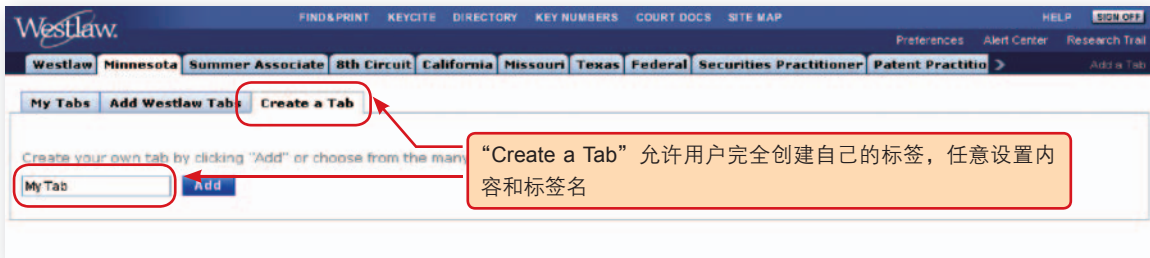 FIND&PRINT KEYCITE DIRECTORY KEY NUMBERS COURT DOCS SITE MAP HELP SIGN OFF
Westlaw.
Preferences Alert Center Research Trail
Westlaw Minnesota Summer Associate 8th Circuit California Missouri Texas Federal Securities Practitioner Patent Practitio > Add a Tab
My Tabs Add Westlaw Tabs Create a Tab
Create your own tab by clicking "Add" or choose from the many
“Create a Tab”允许用户完全创建自己的标签，任意设置内
容和标签名
My Tab Add